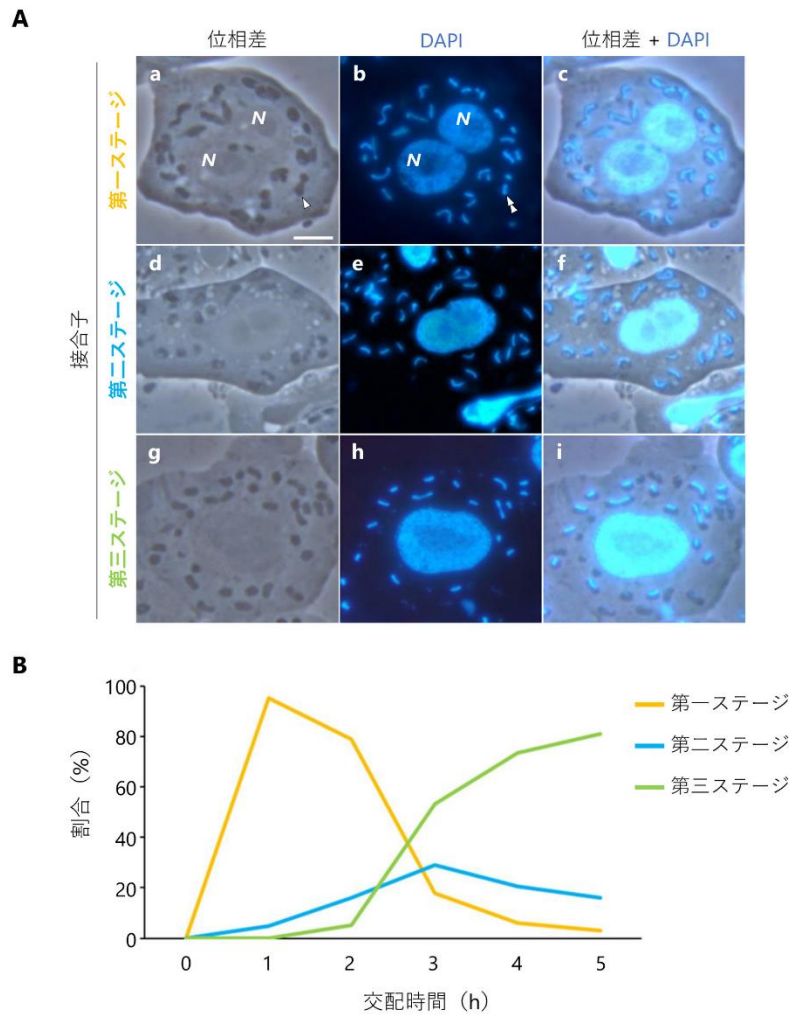 A
位相差
DAPI
位相差 + DAPI
接合子
第一ステージ
a
N
N
b
N
N
c
第二ステージ
d
e
f
第三ステージ
g
h
i
B
割合（%）
100
80
60
40
20
0
0 1 2 3 4 5
交配時間（h）
第一ステージ
第二ステージ
第三ステージ